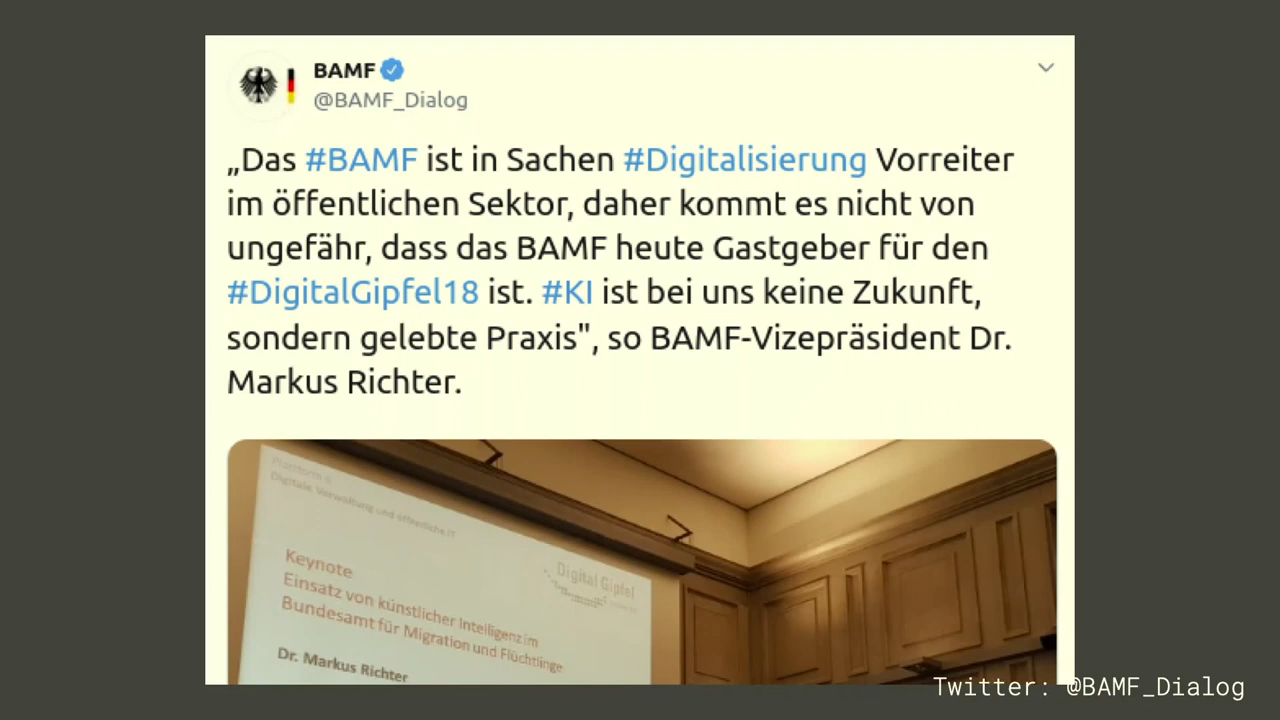 BAMF
@BAMF_Dialog
„Das #BAMF ist in Sachen #Digitalisierung Vorreiter
im öffentlichen Sektor, daher kommt es nicht von
ungefähr, dass das BAMF heute Gastgeber für den
#DigitalGipfel18 ist. #KI ist bei uns keine Zukunft,
sondern gelebte Praxis", so BAMF-Vizepräsident Dr.
Markus Richter.
Plattform 6
Digitale Verwaltung und öffentliche IT
Digital Gipfel
Keynote
Einsatz von künstlicher Intelligenz im
Bundesamt für Migration und Flüchtlinge
Dr. Markus Richter
Twitter: @BAMF_Dialog